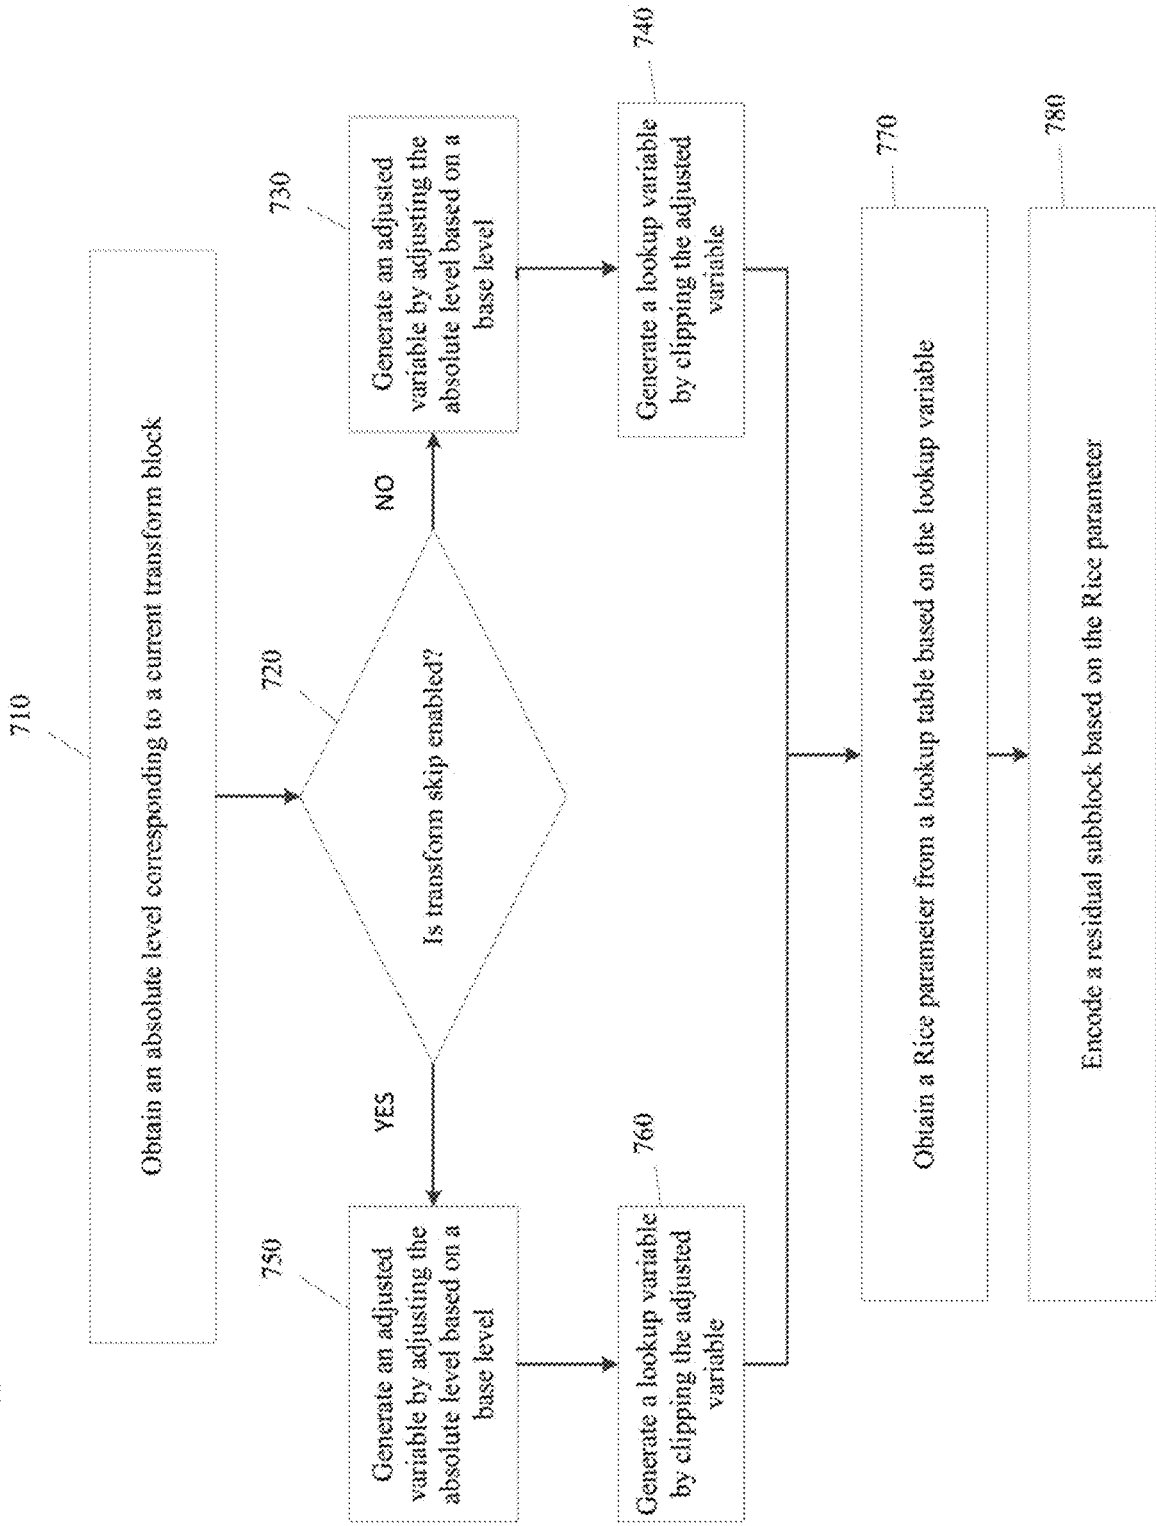 710
Obtain an absolute level corresponding to a current transform block
720
Is transform skip enabled?
YES
NO
750
Generate an adjusted
variable by adjusting the
absolute level based on a
base level
730
Generate an adjusted
variable by adjusting the
absolute level based on a
base level
760
Generate a lookup variable
by clipping the adjusted
variable
740
Generate a lookup variable
by clipping the adjusted
variable
770
Obtain a Rice parameter from a lookup table based on the lookup variable
780
Encode a residual subblock based on the Rice parameter